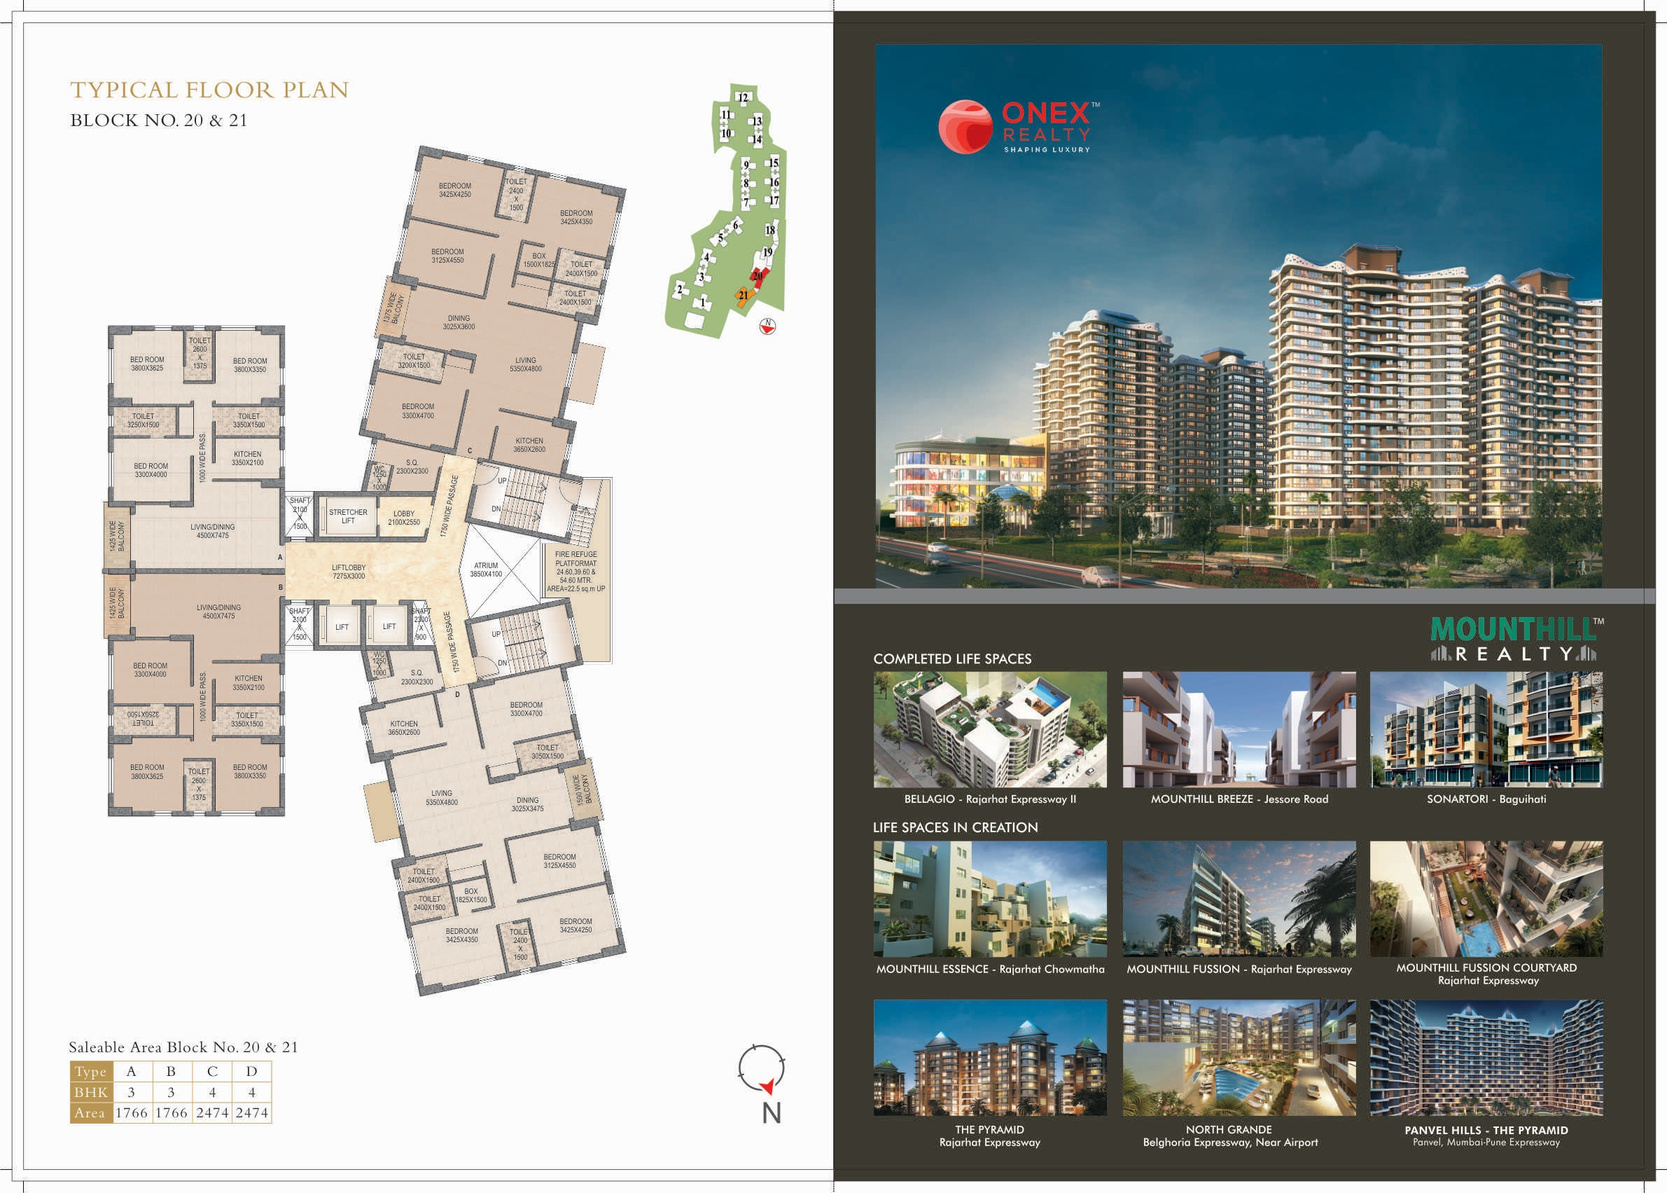 TYPICAL FLOOR PLAN
BLOCK NO. 20 & 21
12
11
13
10
14
9
15
8
16
7
17
6
18
5
19
4
20
3
21
2
1
N
BEDROOM
3425X4250
TOILET
2400
X
1500
BEDROOM
3425X4350
BEDROOM
3125X4550
BOX
1500X1825
TOILET
2400X1500
TOILET
2400X1500
1375 WIDE
BALCONY
DINING
3025X3600
TOILET
3200X1500
LIVING
5350X4800
BEDROOM
3300X4700
KITCHEN
3650X2600
C
S.Q.
2300X2300
WC
1250
X
1000
BED ROOM
3800X3625
TOILET
2600
X
1375
BED ROOM
3800X3350
TOILET
3250X1500
TOILET
3350X1500
BED ROOM
3300X4000
1000 WIDE PASS.
KITCHEN
3350X2100
LIVING/DINING
4500X7475
1425 WIDE
BALCONY
A
SHAFT
2100
X
1500
STRETCHER
LIFT
LOBBY
2100X2550
1750 WIDE PASSAGE
UP
DN
LIFTLOBBY
7275X3000
ATRIUM
3850X4100
FIRE REFUGE
PLATFORMAT
24.60,39.60 &
54.60 MTR.
AREA=22.5 sq.m UP
B
1425 WIDE
BALCONY
LIVING/DINING
4500X7475
SHAFT
2100
X
1500
LIFT
LIFT
SHAFT
2300
X
900
1750 WIDE PASSAGE
UP
DN
BED ROOM
3300X4000
1000 WIDE PASS.
KITCHEN
3350X2100
TOILET
3250X1500
TOILET
3350X1500
BED ROOM
3800X3625
TOILET
2600
X
1375
BED ROOM
3800X3350
WC
1250
X
1000
S.Q.
2300X2300
D
KITCHEN
3650X2600
BEDROOM
3300X4700
TOILET
3050X1500
LIVING
5350X4800
DINING
3025X3475
1500 WIDE
BALCONY
BEDROOM
3125X4550
TOILET
2400X1500
BOX
1825X1500
TOILET
2400X1500
BEDROOM
3425X4350
TOILET
2400
X
1500
BEDROOM
3425X4250
Saleable Area Block No. 20 & 21
Type A B C D
BHK 3 3 4 4
Area 1766 1766 2474 2474
N
ONEX™
REALTY
SHAPING LUXURY
MOUNTHILL™
REALTY
COMPLETED LIFE SPACES
BELLAGIO - Rajarhat Expressway II
MOUNTHILL BREEZE - Jessore Road
SONARTORI - Baguihati
LIFE SPACES IN CREATION
MOUNTHILL ESSENCE - Rajarhat Chowmatha
MOUNTHILL FUSSION - Rajarhat Expressway
MOUNTHILL FUSSION COURTYARD
Rajarhat Expressway
THE PYRAMID
Rajarhat Expressway
NORTH GRANDE
Belghoria Expressway, Near Airport
PANVEL HILLS - THE PYRAMID
Panvel, Mumbai-Pune Expressway